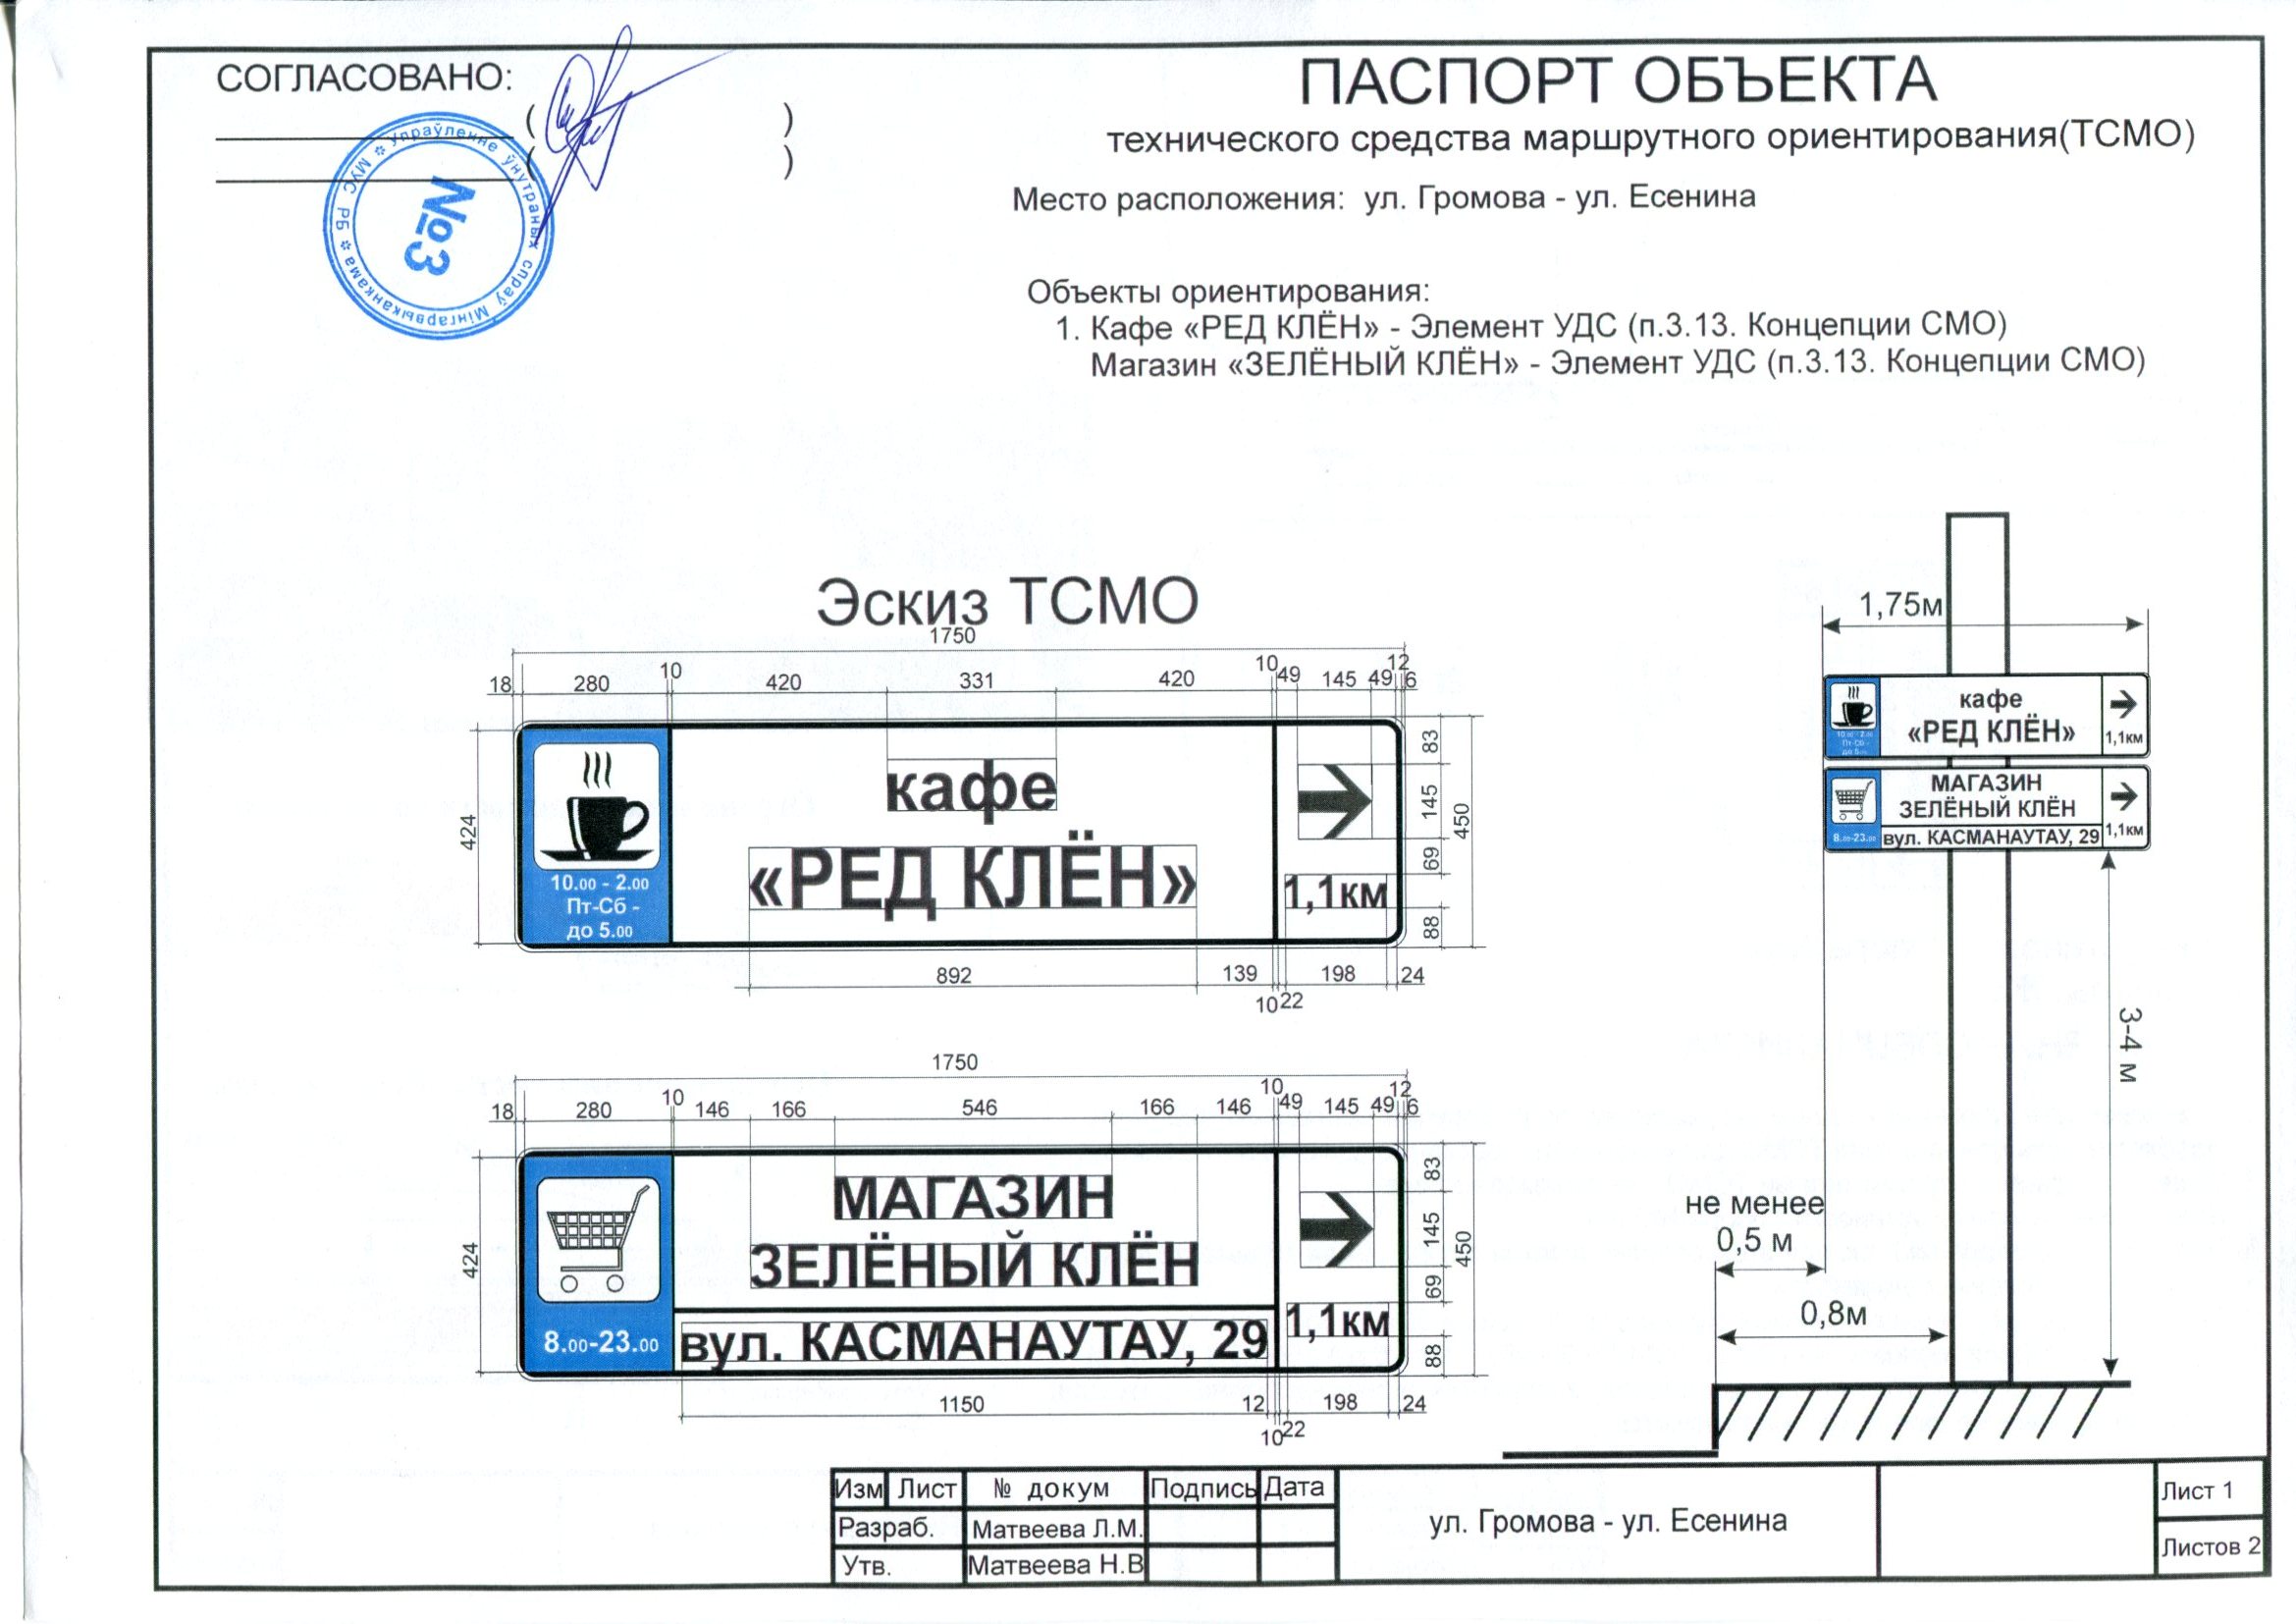 СОГЛАСОВАНО:
( )
( )
Упраўленне ўнутраных спраў Мінгарвыканкама ✲ МУС РБ ✲
№3
ПАСПОРТ ОБЪЕКТА
технического средства маршрутного ориентирования(ТСМО)
Место расположения: ул. Громова - ул. Есенина
Объекты ориентирования:
1. Кафе «РЕД КЛЁН» - Элемент УДС (п.3.13. Концепции СМО)
Магазин «ЗЕЛЁНЫЙ КЛЁН» - Элемент УДС (п.3.13. Концепции СМО)
Эскиз ТСМО
1750
18 280 10 420 331 420 10 49 145 49 12 6
424
10.00 - 2.00
Пт-Сб -
до 5.00
кафе
«РЕД КЛЁН»
1,1км
83
145
69
88
450
892 139 10 22 198 24
1750
18 280 10 146 166 546 166 146 10 49 145 49 12 6
424
8.00-23.00
МАГАЗИН
ЗЕЛЁНЫЙ КЛЁН
вул. КАСМАНАУТАУ, 29
1,1км
83
145
69
88
450
1150 12 10 22 198 24
1,75м
10.00 - 2.00
Пт-Сб -
до 5.00
кафе
«РЕД КЛЁН»
1,1км
8.00-23.00
МАГАЗИН
ЗЕЛЁНЫЙ КЛЁН
вул. КАСМАНАУТАУ, 29
1,1км
3-4 м
не менее
0,5 м
0,8м
Изм Лист № докум Подпись Дата
Разраб. Матвеева Л.М.
Утв. Матвеева Н.В
ул. Громова - ул. Есенина
Лист 1
Листов 2